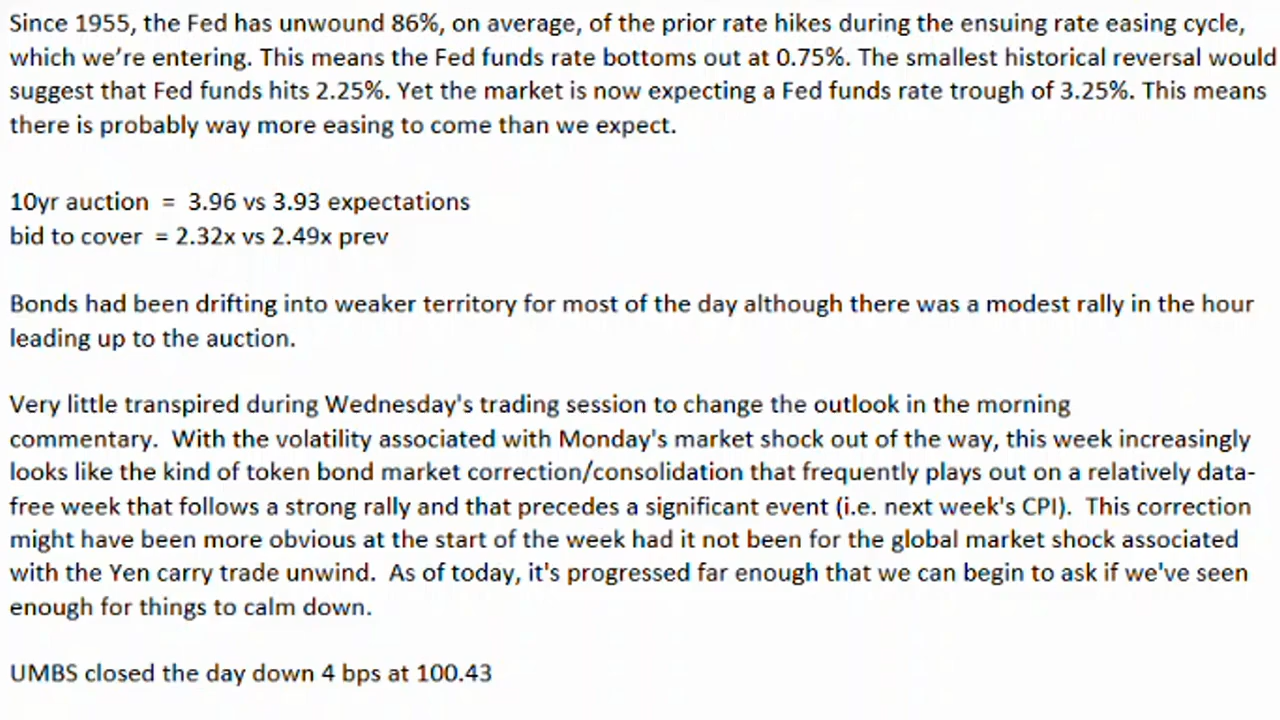 Since 1955, the Fed has unwound 86%, on average, of the prior rate hikes during the ensuing rate easing cycle,
which we're entering. This means the Fed funds rate bottoms out at 0.75%. The smallest historical reversal would
suggest that Fed funds hits 2.25%. Yet the market is now expecting a Fed funds rate trough of 3.25%. This means
there is probably way more easing to come than we expect.
10yr auction = 3.96 vs 3.93 expectations
bid to cover = 2.32x vs 2.49x prev
Bonds had been drifting into weaker territory for most of the day although there was a modest rally in the hour
leading up to the auction.
Very little transpired during Wednesday's trading session to change the outlook in the morning
commentary.  With the volatility associated with Monday's market shock out of the way, this week increasingly
looks like the kind of token bond market correction/consolidation that frequently plays out on a relatively data-
free week that follows a strong rally and that precedes a significant event (i.e. next week's CPI).  This correction
might have been more obvious at the start of the week had it not been for the global market shock associated
with the Yen carry trade unwind.  As of today, it's progressed far enough that we can begin to ask if we've seen
enough for things to calm down.
UMBS closed the day down 4 bps at 100.43